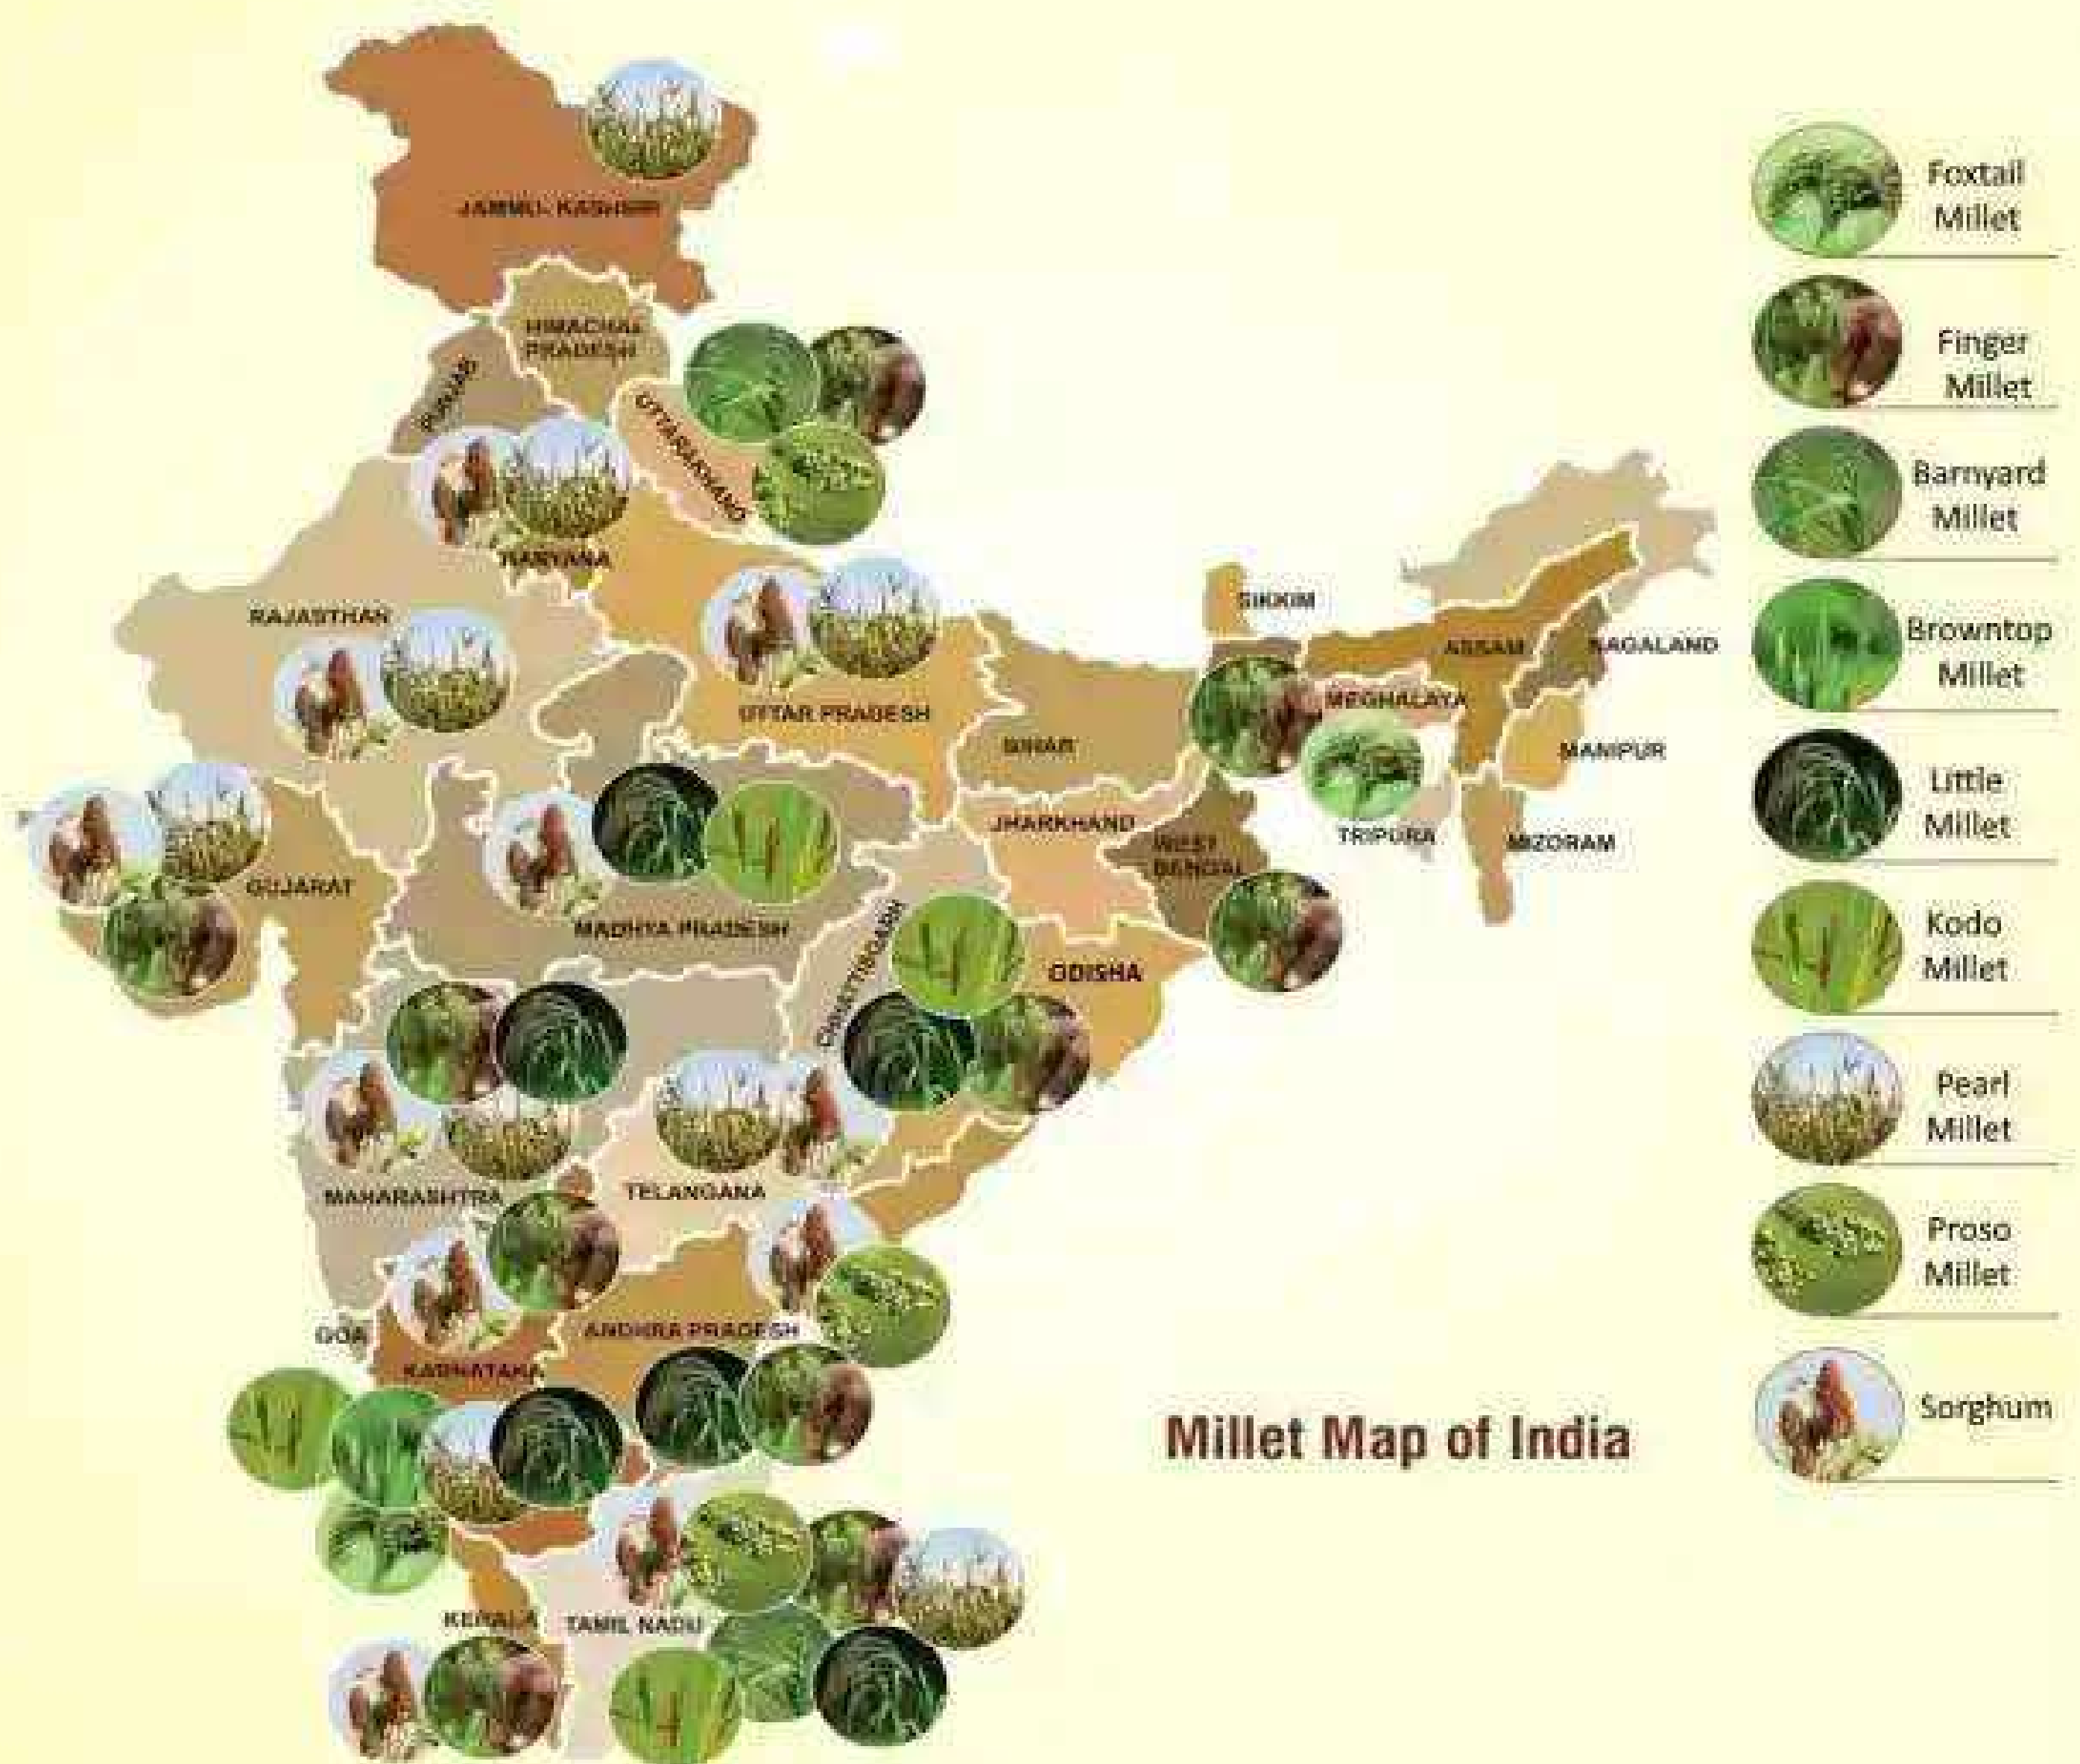 JAMMU- KASHMIR
HIMACHAL
PRADESH
PUNJAB
UTTARAKHAND
HARYANA
RAJASTHAN
UTTAR PRADESH
SIKKIM
ASSAM
NAGALAND
MEGHALAYA
BIHAR
MANIPUR
JHARKHAND
WEST
BENGAL
TRIPURA
MIZORAM
GUJARAT
MADHYA PRADESH
CHHATTISGARH
ODISHA
MAHARASHTRA
TELANGANA
GOA
ANDHRA PRADESH
KARNATAKA
KERALA
TAMIL NADU
Millet Map of India
Foxtail
Millet
Finger
Millet
Barnyard
Millet
Browntop
Millet
Little
Millet
Kodo
Millet
Pearl
Millet
Proso
Millet
Sorghum